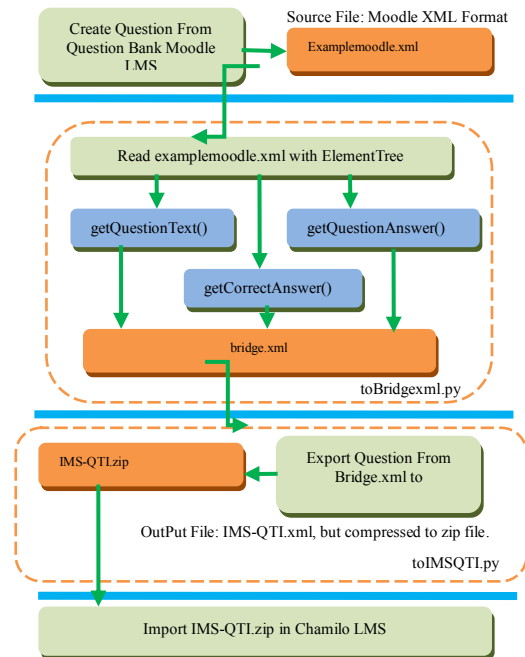 Create Question From
Question Bank Moodle
LMS
Source File: Moodle XML Format
Examplemoodle.xml
Read examplemoodle.xml with ElementTree
getQuestionText()
getQuestionAnswer()
getCorrectAnswer()
bridge.xml
toBridgexml.py
IMS-QTI.zip
Export Question From
Bridge.xml to
OutPut File: IMS-QTI.xml, but compressed to zip file.
toIMSQTI.py
Import IMS-QTI.zip in Chamilo LMS